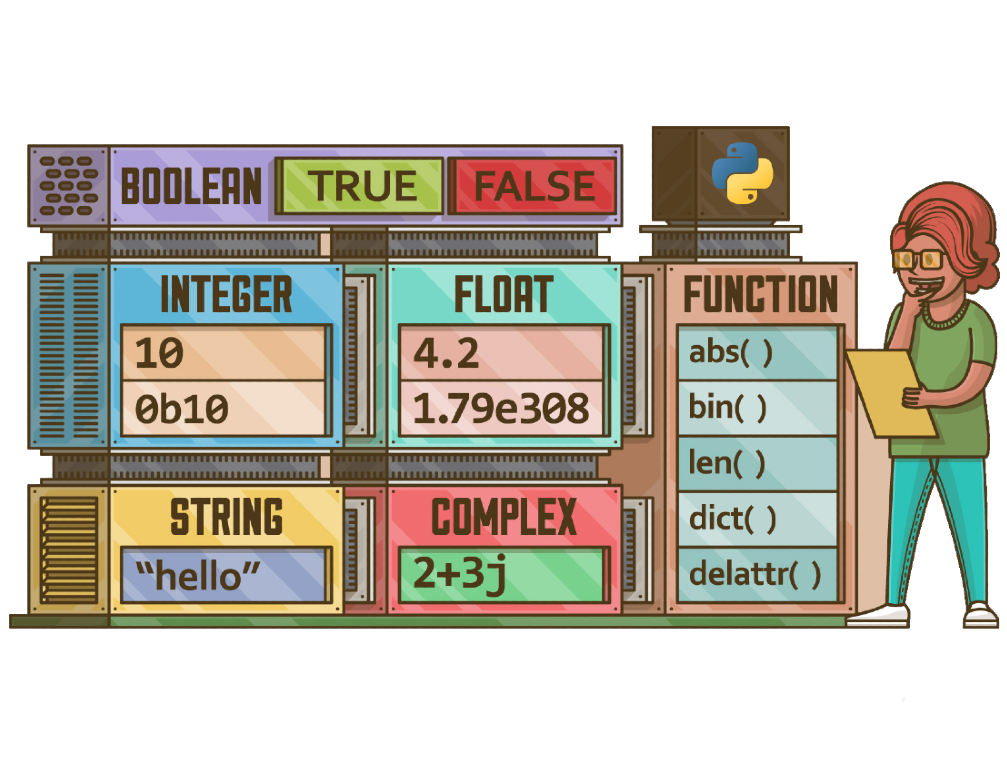 BOOLEAN TRUE FALSE
INTEGER
10
0b10
FLOAT
4.2
1.79e308
FUNCTION
abs( )
bin( )
len( )
dict( )
delattr( )
STRING
“hello”
COMPLEX
2+3j